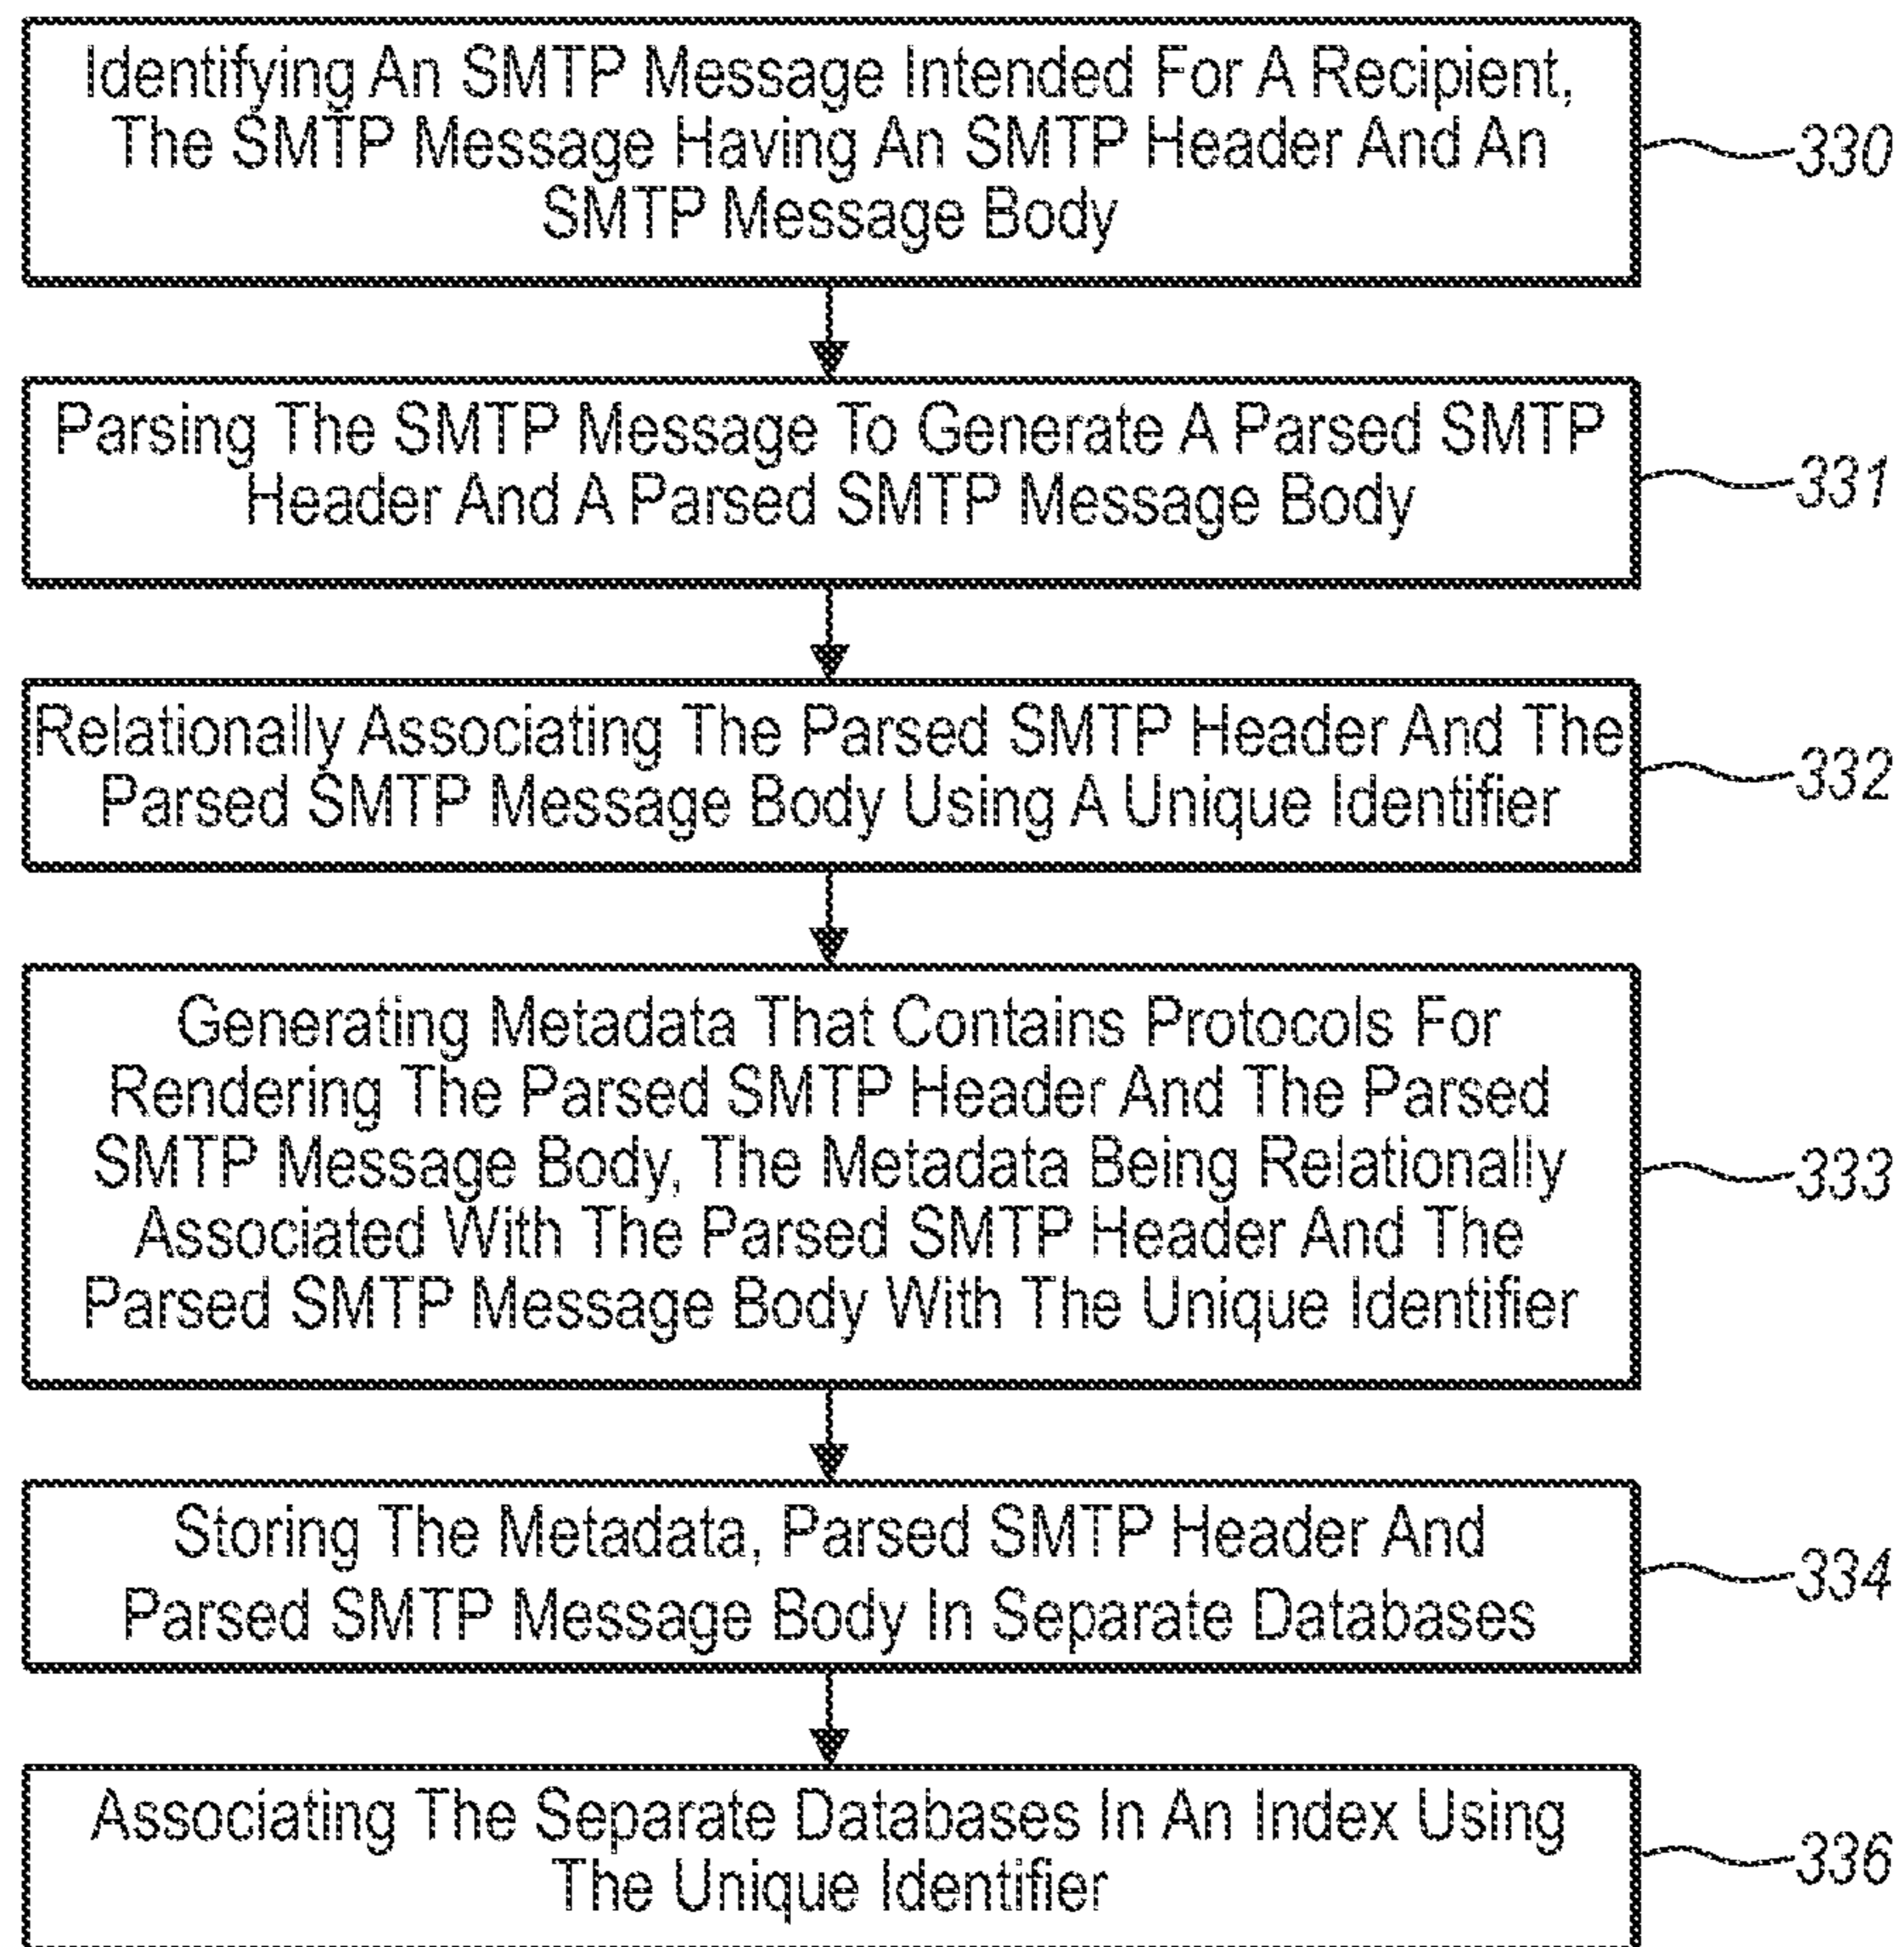 Identifying An SMTP Message Intended For A Recipient,
The SMTP Message Having An SMTP Header And An
SMTP Message Body
330
Parsing The SMTP Message To Generate A Parsed SMTP
Header And A Parsed SMTP Message Body
331
Relationally Associating The Parsed SMTP Header And The
Parsed SMTP Message Body Using A Unique Identifier
332
Generating Metadata That Contains Protocols For
Rendering The Parsed SMTP Header And The Parsed
SMTP Message Body, The Metadata Being Relationally
Associated With The Parsed SMTP Header And The
Parsed SMTP Message Body With The Unique Identifier
333
Storing The Metadata, Parsed SMTP Header And
Parsed SMTP Message Body In Separate Databases
334
Associating The Separate Databases In An Index Using
The Unique Identifier
336